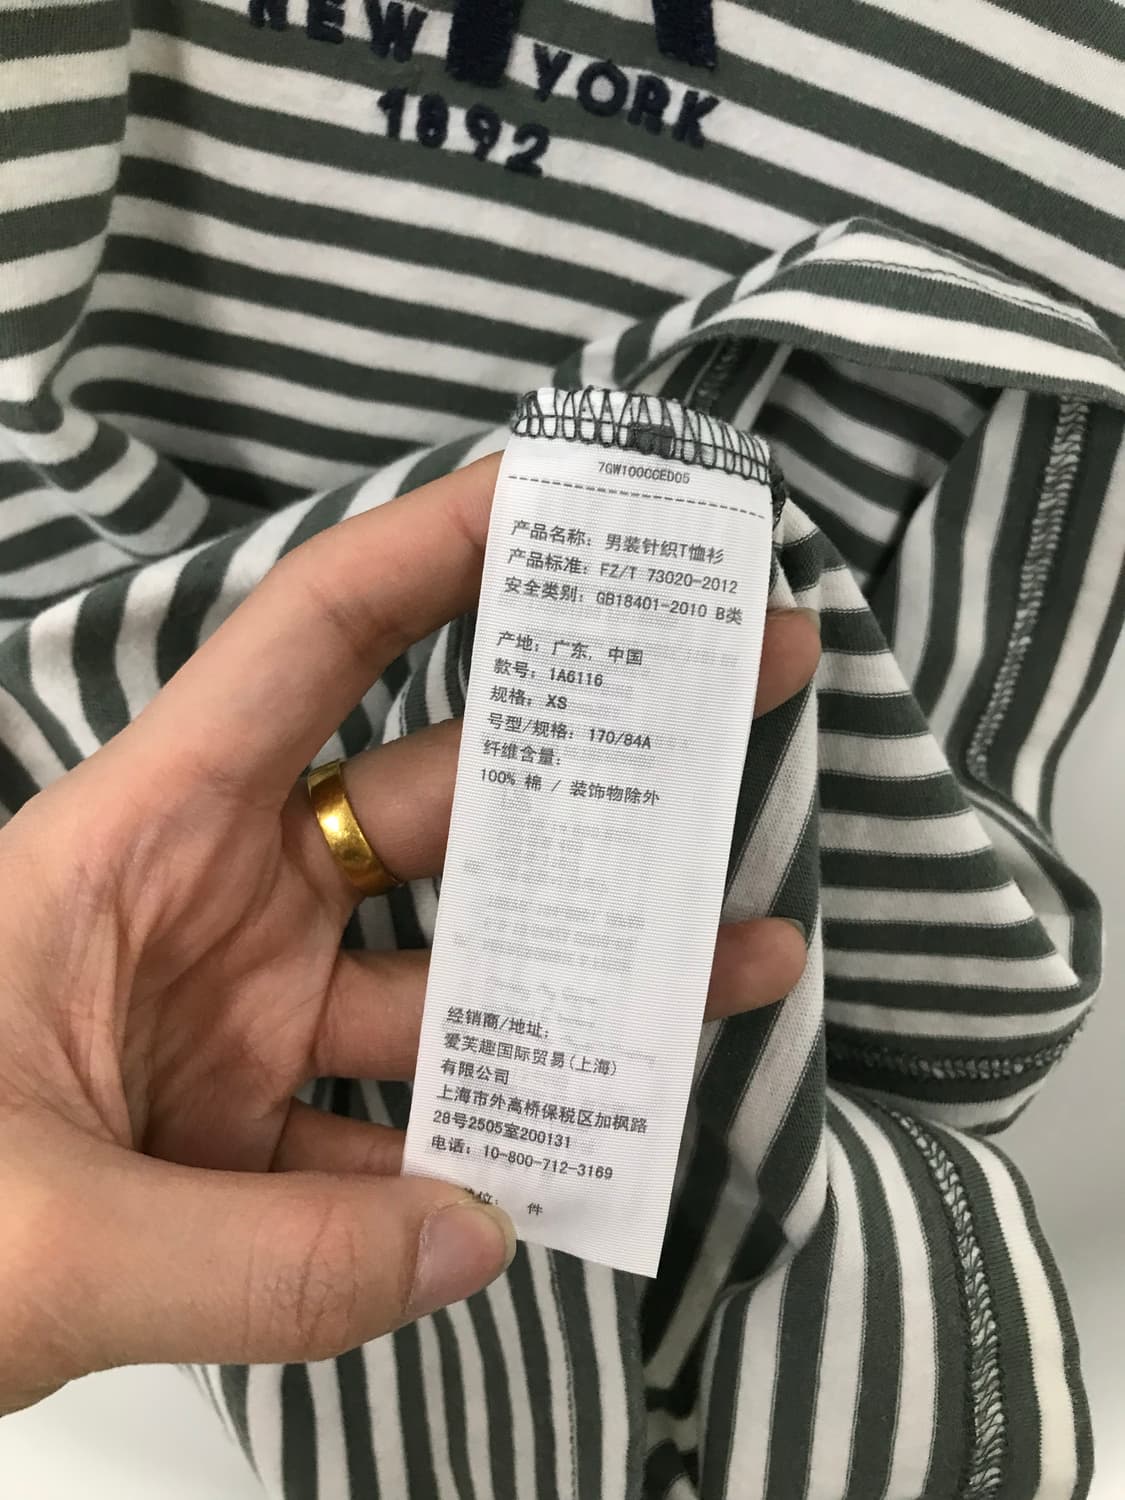 NEW YORK
1892
7GW1000CED05
产品名称: 男装针织T恤衫
产品标准: FZ/T 73020-2012
安全类别: GB18401-2010 B类
产地: 广东, 中国
款号: 1A6116
规格: XS
号型/规格: 170/84A
纤维含量:
100% 棉 / 装饰物除外
经销商/地址:
爱芙趣国际贸易(上海)
有限公司
上海市外高桥保税区加枫路
28号2505室200131
电话: 10-800-712-3169
位: 件